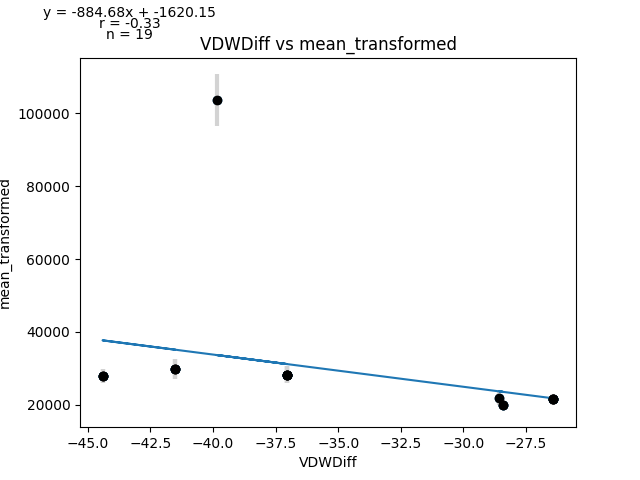 y = -884.68x + -1620.15
r = -0.33
n = 19
VDWDiff vs mean_transformed
mean_transformed
100000
80000
60000
40000
20000
−45.0 −42.5 −40.0 −37.5 −35.0 −32.5 −30.0 −27.5
VDWDiff